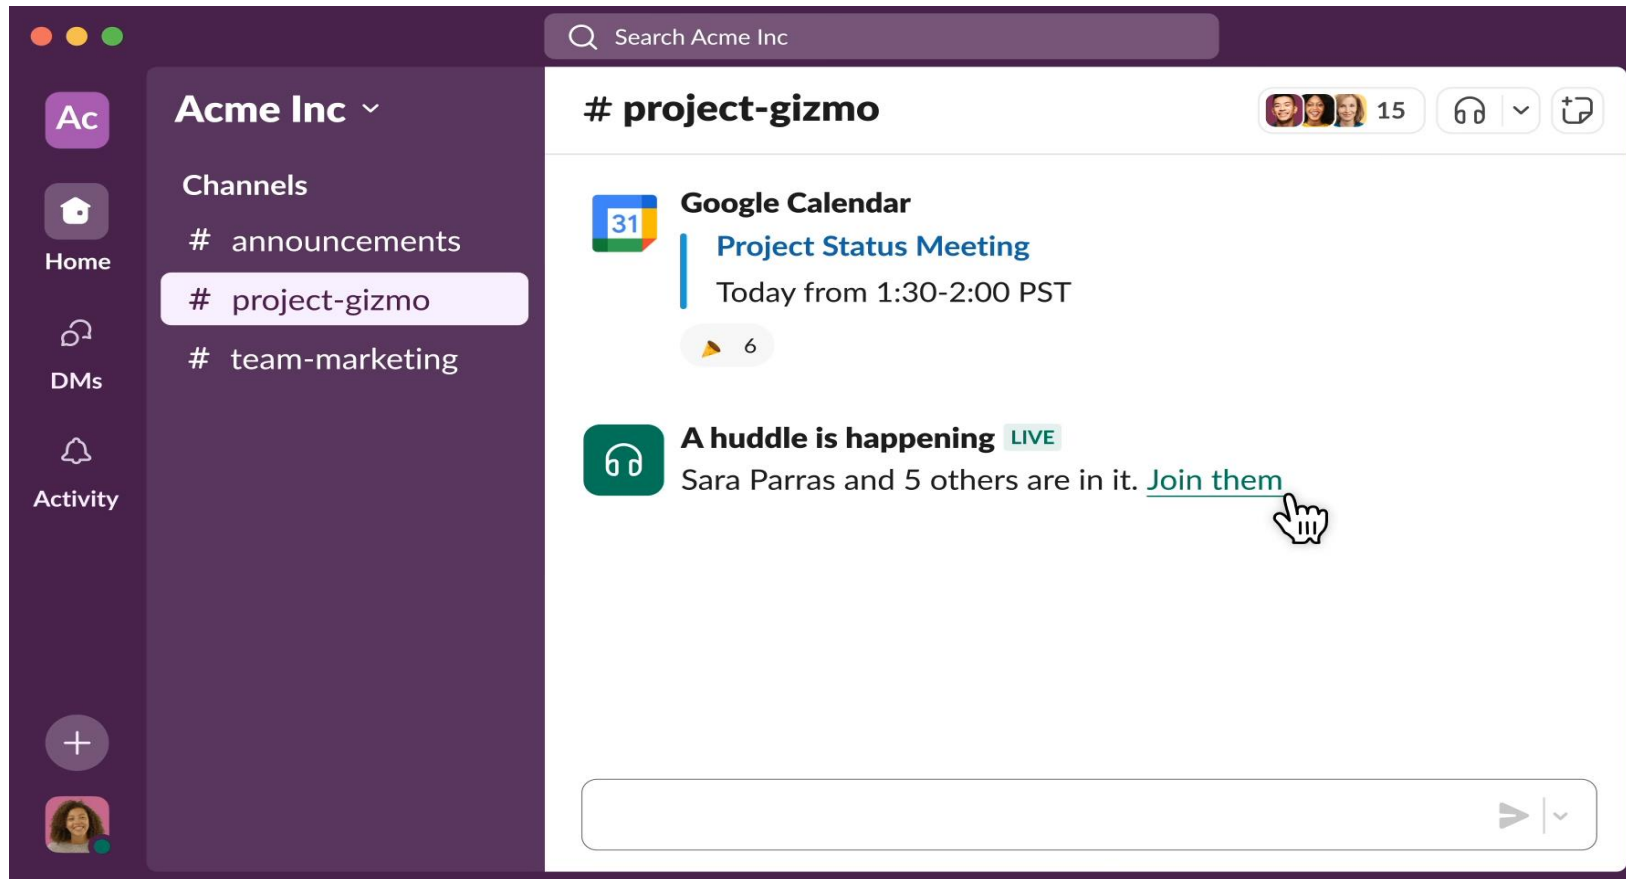 Search Acme Inc
Ac
Acme Inc
# project-gizmo
15
Home
DMs
Activity
Channels
# announcements
# project-gizmo
# team-marketing
31
Google Calendar
Project Status Meeting
Today from 1:30-2:00 PST
6
A huddle is happening LIVE
Sara Parras and 5 others are in it. Join them